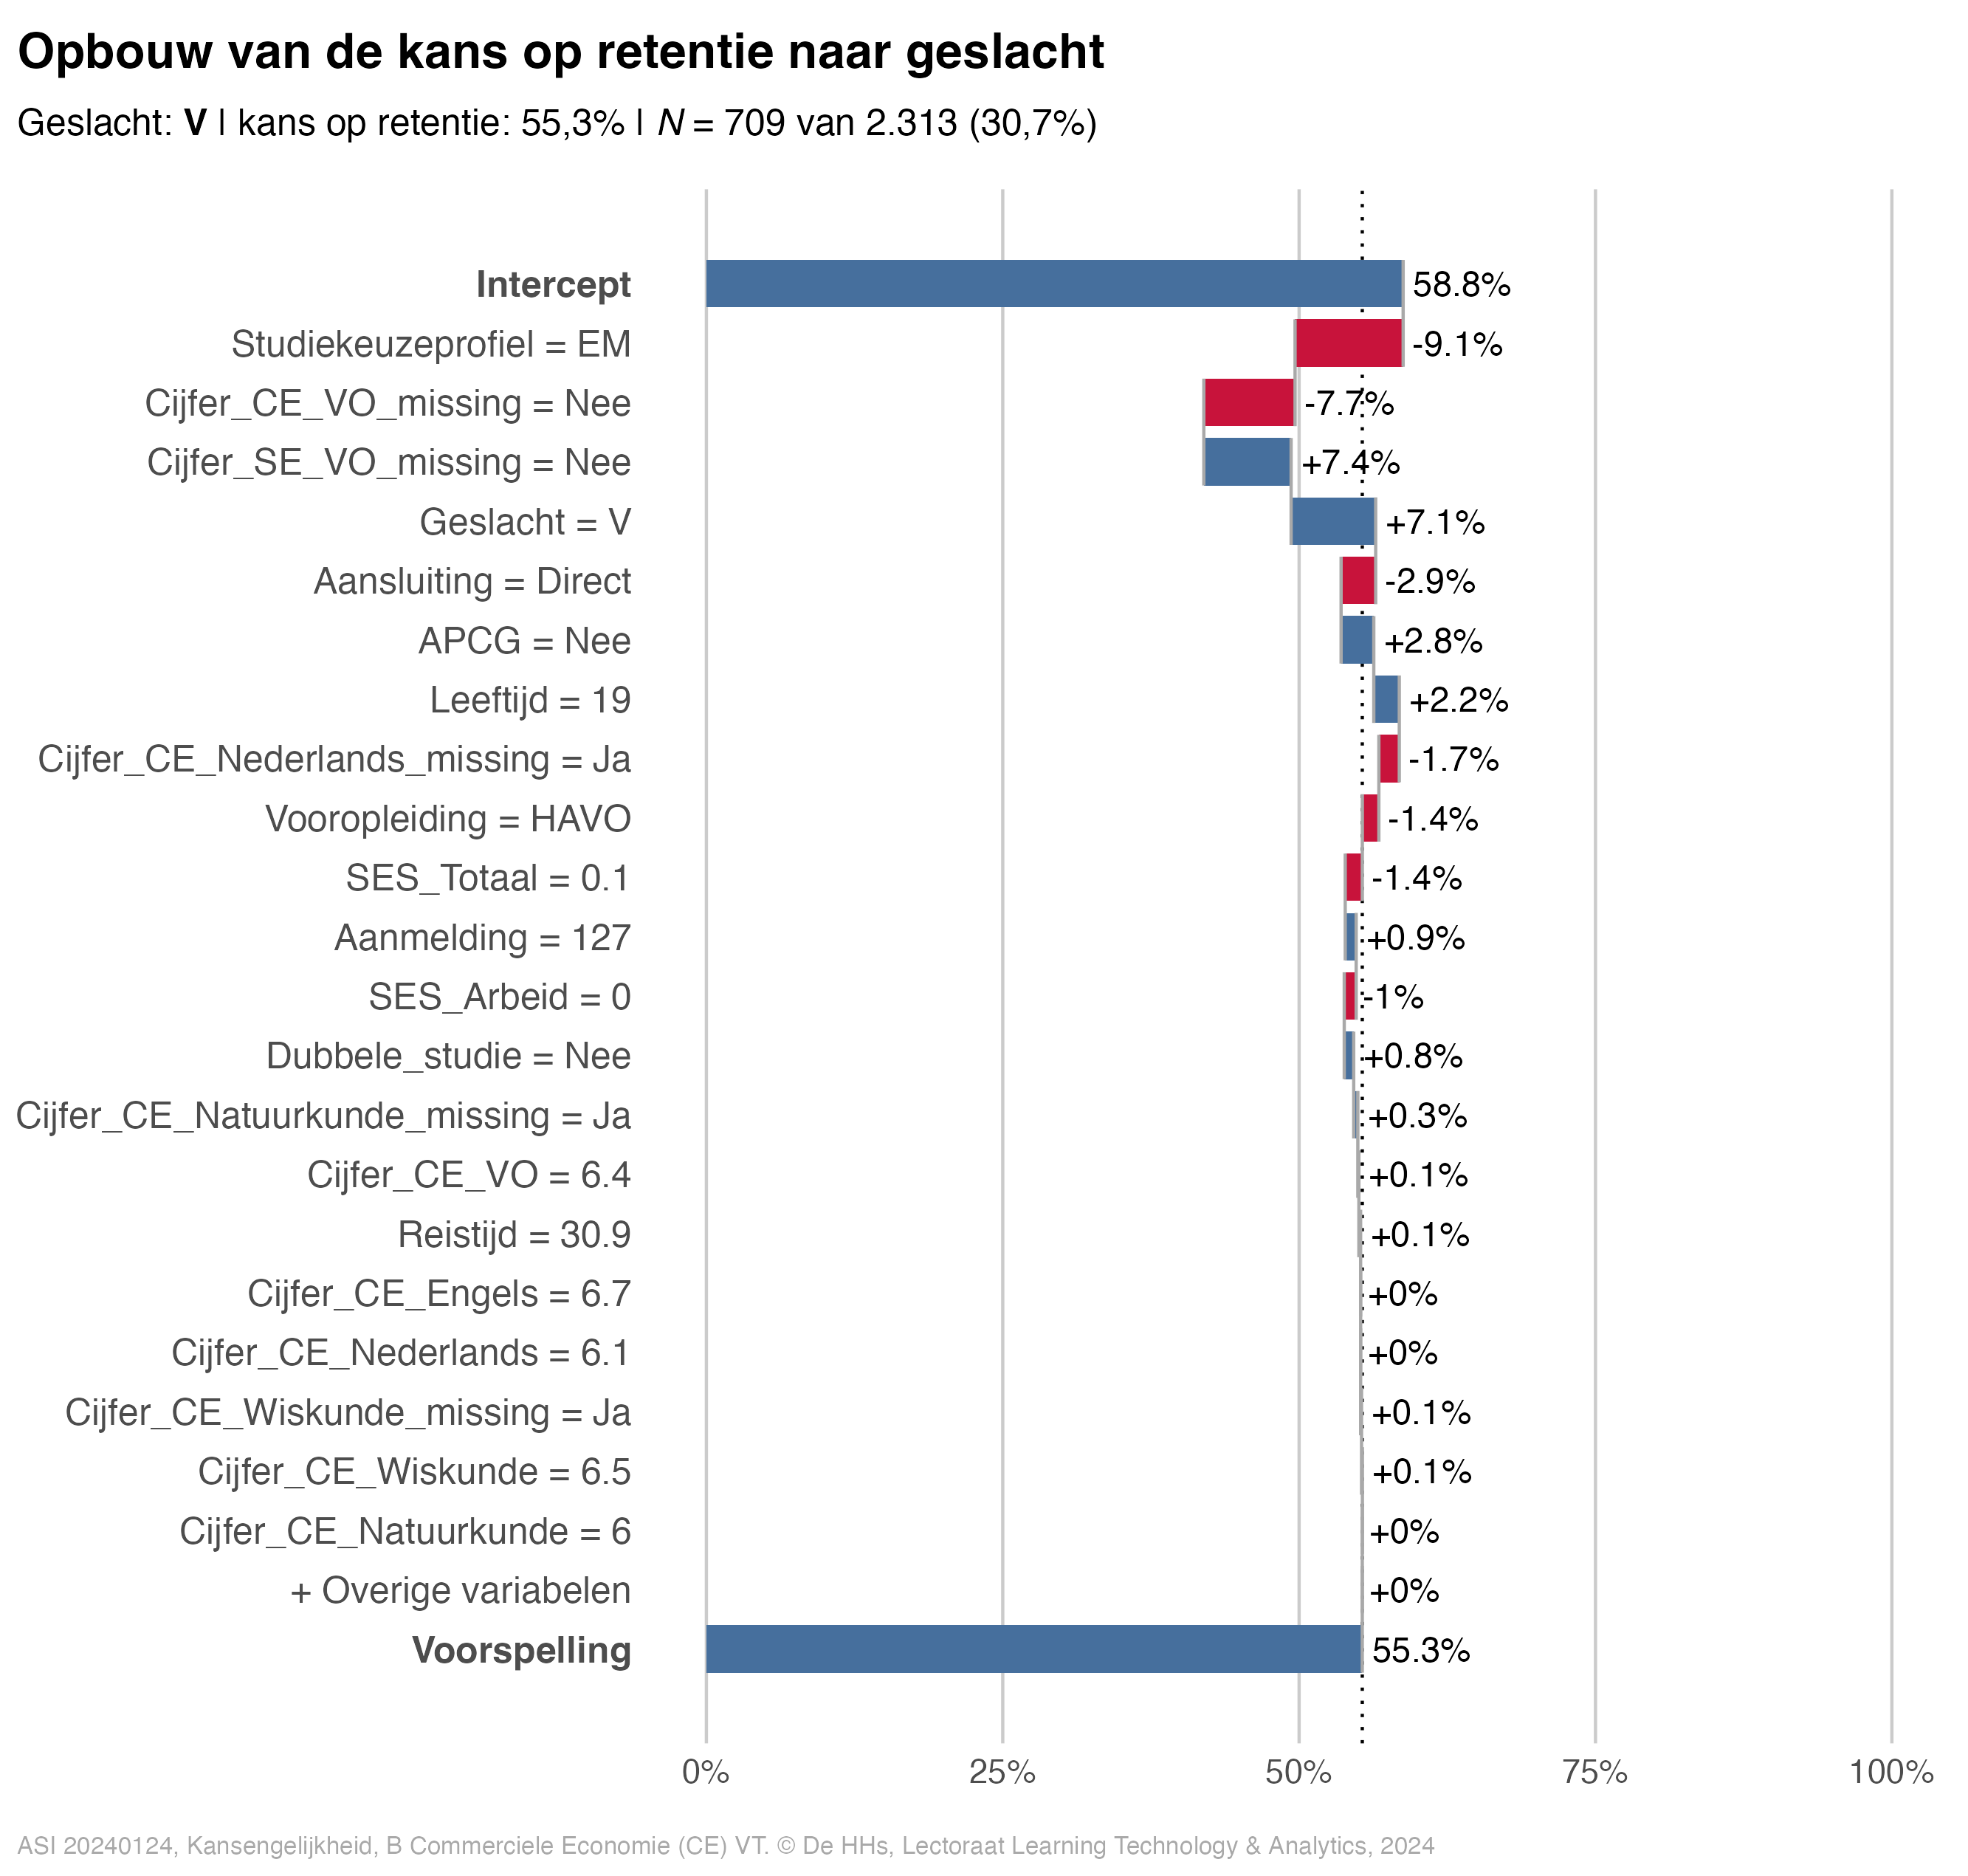 Opbouw van de kans op retentie naar geslacht
Geslacht: V | kans op retentie: 55,3% | N = 709 van 2.313 (30,7%)
Intercept 58.8%
Studiekeuzeprofiel = EM -9.1%
Cijfer_CE_VO_missing = Nee -7.7%
Cijfer_SE_VO_missing = Nee +7.4%
Geslacht = V +7.1%
Aansluiting = Direct -2.9%
APCG = Nee +2.8%
Leeftijd = 19 +2.2%
Cijfer_CE_Nederlands_missing = Ja -1.7%
Vooropleiding = HAVO -1.4%
SES_Totaal = 0.1 -1.4%
Aanmelding = 127 +0.9%
SES_Arbeid = 0 -1%
Dubbele_studie = Nee +0.8%
Cijfer_CE_Natuurkunde_missing = Ja +0.3%
Cijfer_CE_VO = 6.4 +0.1%
Reistijd = 30.9 +0.1%
Cijfer_CE_Engels = 6.7 +0%
Cijfer_CE_Nederlands = 6.1 +0%
Cijfer_CE_Wiskunde_missing = Ja +0.1%
Cijfer_CE_Wiskunde = 6.5 +0.1%
Cijfer_CE_Natuurkunde = 6 +0%
+ Overige variabelen +0%
Voorspelling 55.3%
0% 25% 50% 75% 100%
ASI 20240124, Kansengelijkheid, B Commerciele Economie (CE) VT. © De HHs, Lectoraat Learning Technology & Analytics, 2024